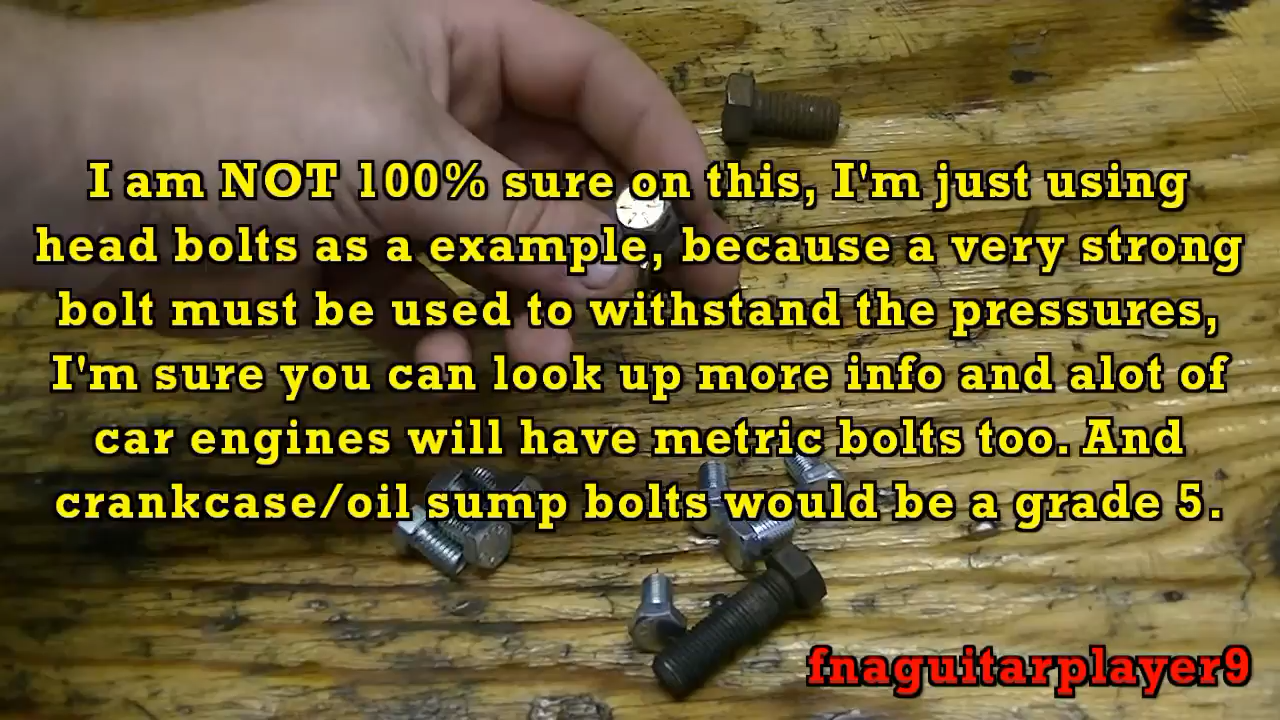 I am NOT 100% sure on this, I'm just using
head bolts as a example, because a very strong
bolt must be used to withstand the pressures,
I'm sure you can look up more info and alot of
car engines will have metric bolts too. And
crankcase/oil sump bolts would be a grade 5.
fnaguitarplayer9